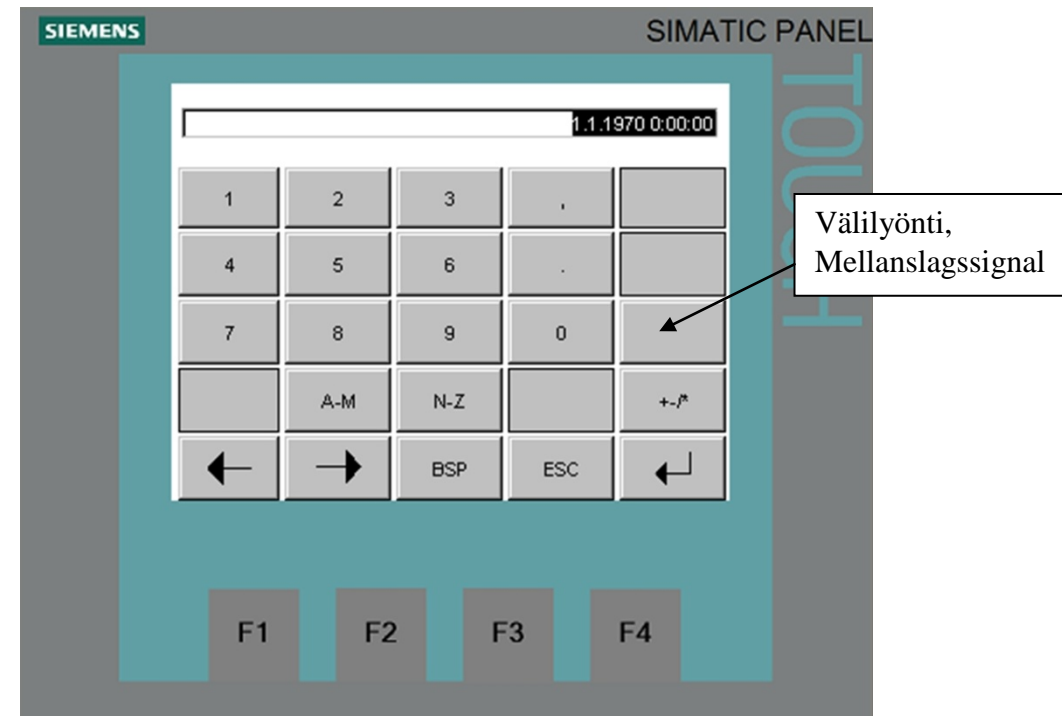 SIEMENS
SIMATIC PANEL
TOUCH
1.1.1970 0:00:00
1 2 3 ,
4 5 6 .
7 8 9 0
A-M N-Z +-/*
BSP ESC
F1 F2 F3 F4
Välilyönti,
Mellanslagssignal